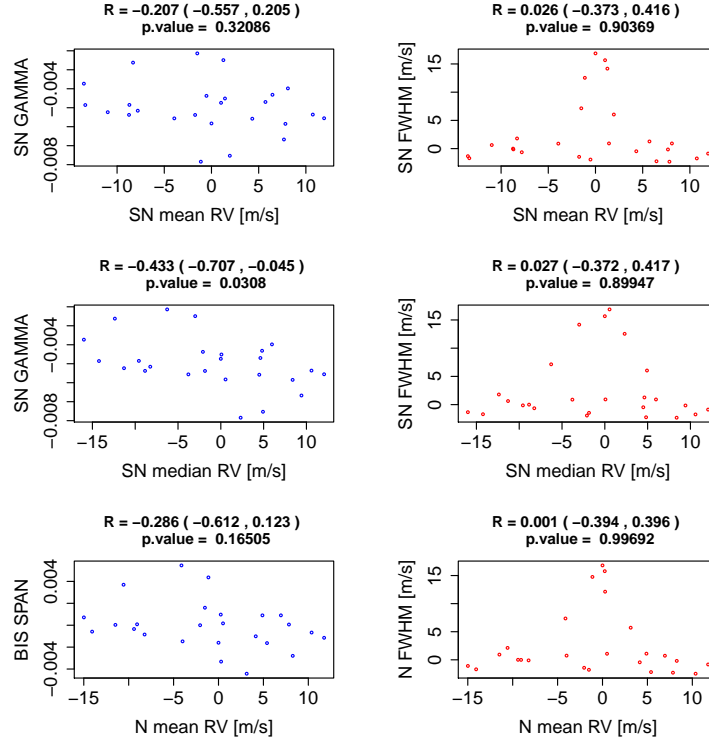 R = −0.207 ( −0.557 , 0.205 )
p.value = 0.32086
SN GAMMA
−0.008
−0.004
−10
−5
0
5
10
SN mean RV [m/s]
R = 0.026 ( −0.373 , 0.416 )
p.value = 0.90369
SN FWHM [m/s]
0
5
15
−10
−5
0
5
10
SN mean RV [m/s]
R = −0.433 ( −0.707 , −0.045 )
p.value = 0.0308
SN GAMMA
−0.008
−0.004
−15
−5
0
5
10
SN median RV [m/s]
R = 0.027 ( −0.372 , 0.417 )
p.value = 0.89947
SN FWHM [m/s]
0
5
15
−15
−10
−5
0
5
10
SN median RV [m/s]
R = −0.286 ( −0.612 , 0.123 )
p.value = 0.16505
BIS SPAN
−0.004
0.004
−15
−5
0
5
10
N mean RV [m/s]
R = 0.001 ( −0.394 , 0.396 )
p.value = 0.99692
N FWHM [m/s]
0
5
15
−15
−10
−5
0
5
10
N mean RV [m/s]